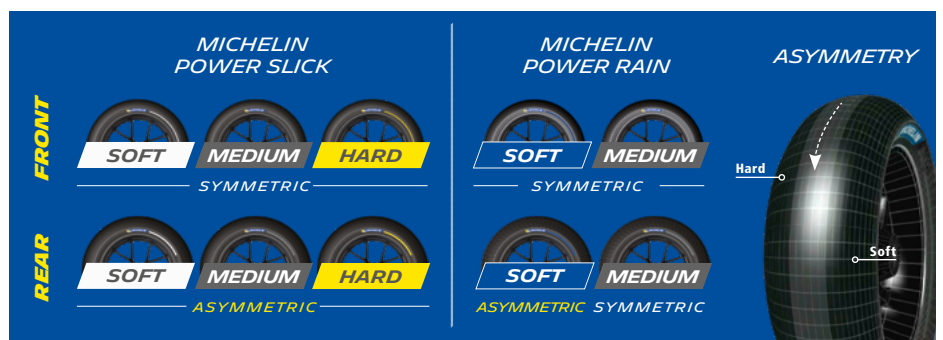 MICHELIN
POWER SLICK
MICHELIN
POWER RAIN
ASYMMETRY
FRONT
SOFT
MEDIUM
HARD
SOFT
MEDIUM
SYMMETRIC
SYMMETRIC
Hard
Soft
MICHELIN
REAR
SOFT
MEDIUM
HARD
SOFT
MEDIUM
ASYMMETRIC
ASYMMETRIC
SYMMETRIC